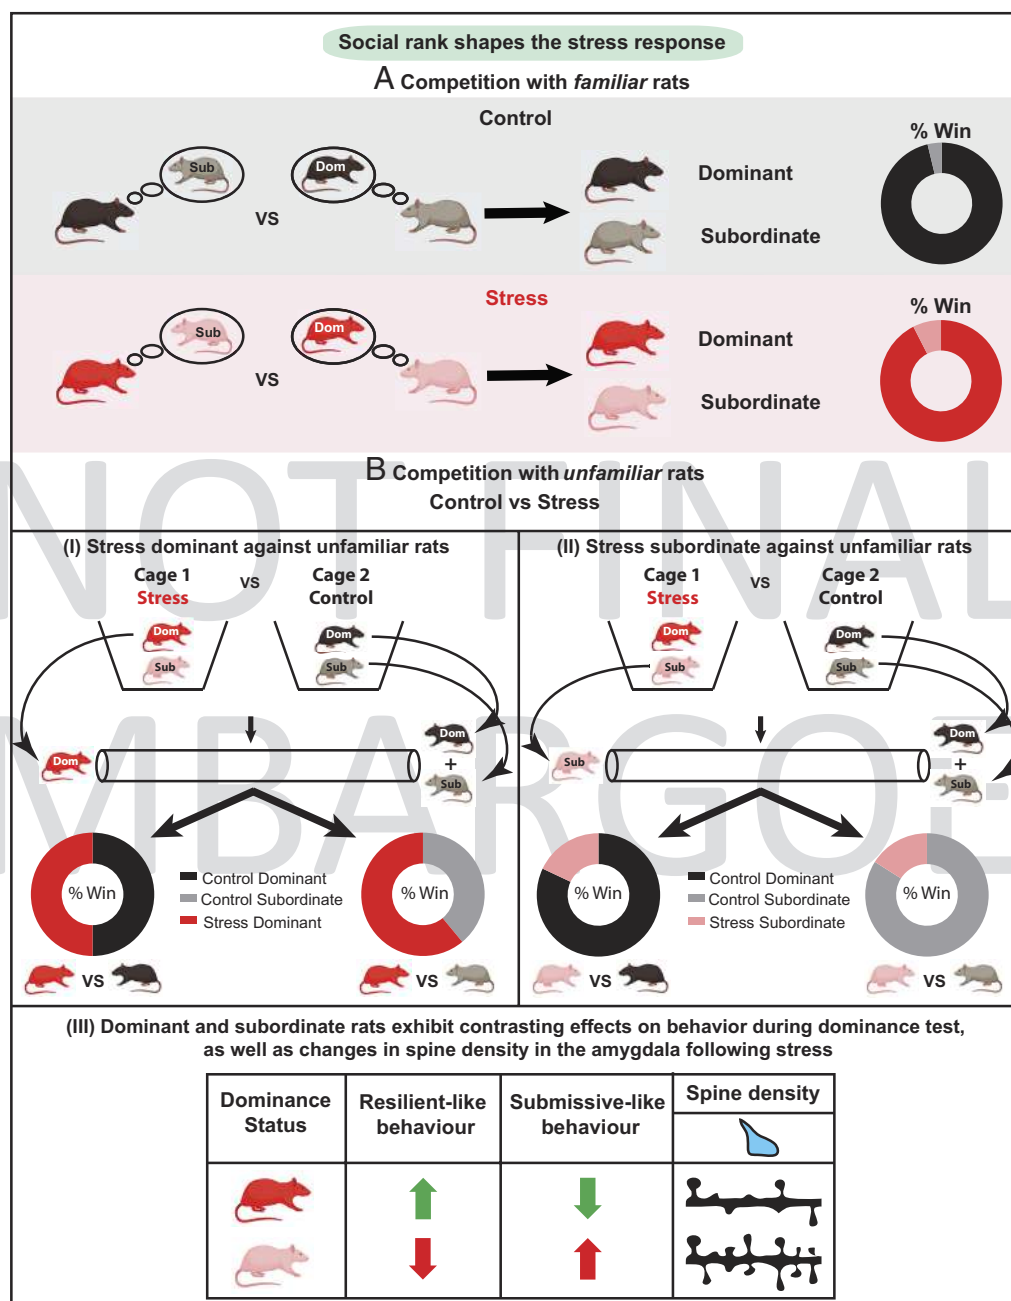 Social rank shapes the stress response
A Competition with familiar rats
Control
% Win
Sub
Dom
Dominant
VS
Subordinate
Stress
% Win
Sub
Dom
Dominant
VS
Subordinate
B Competition with unfamiliar rats
Control vs Stress
NOT FINAL
(I) Stress dominant against unfamiliar rats
Cage 1
Stress
VS
Cage 2
Control
Dom
Sub
Dom
Sub
Dom
Dom
+
Sub
% Win
Control Dominant
Control Subordinate
Stress Dominant
% Win
VS
VS
(II) Stress subordinate against unfamiliar rats
Cage 1
Stress
VS
Cage 2
Control
Dom
Sub
Dom
Sub
Sub
Dom
+
Sub
MBARGOE
% Win
Control Dominant
Control Subordinate
Stress Subordinate
% Win
VS
VS
(III) Dominant and subordinate rats exhibit contrasting effects on behavior during dominance test,
as well as changes in spine density in the amygdala following stress
Dominance
Status
Resilient-like
behaviour
Submissive-like
behaviour
Spine density